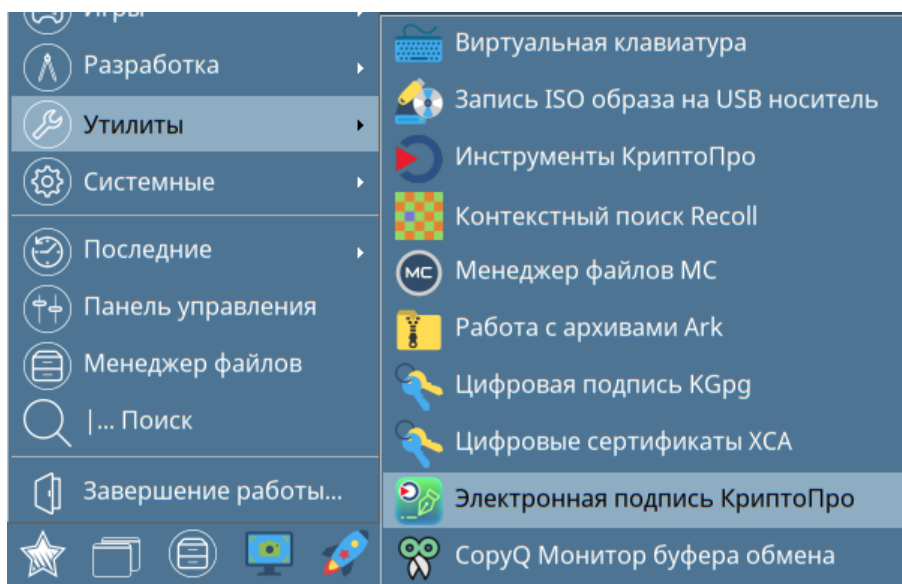 Игры
Разработка
Утилиты
Системные
Последние
Панель управления
Менеджер файлов
|... Поиск
Завершение работы...
Виртуальная клавиатура
Запись ISO образа на USB носитель
Инструменты КриптоПро
Контекстный поиск Recoll
MC Менеджер файлов MC
Работа с архивами Ark
Цифровая подпись KGpg
Цифровые сертификаты XCA
Электронная подпись КриптоПро
CopyQ Монитор буфера обмена